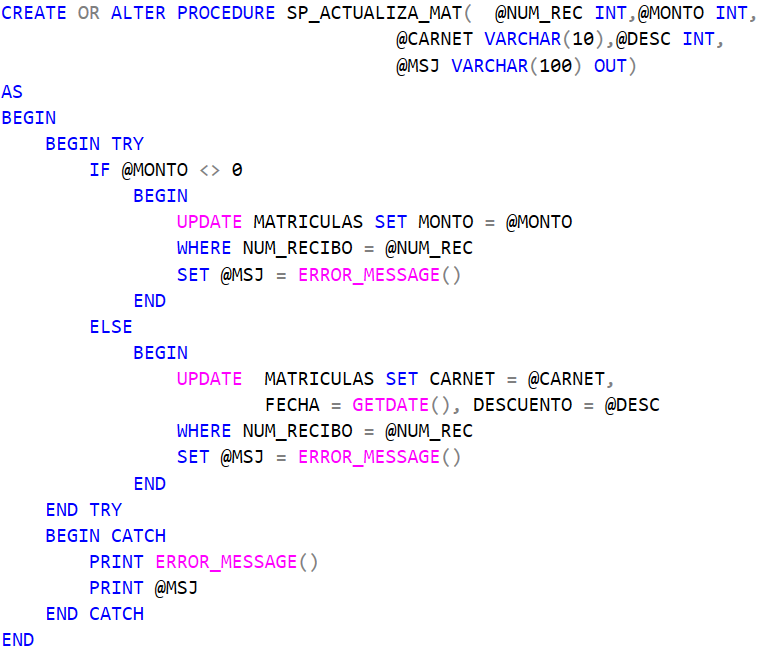 CREATE OR ALTER PROCEDURE SP_ACTUALIZA_MAT(  @NUM_REC INT,@MONTO INT,
                                    @CARNET VARCHAR(10),@DESC INT,
                                    @MSJ VARCHAR(100) OUT)
AS
BEGIN
    BEGIN TRY
        IF @MONTO <> 0
            BEGIN
                UPDATE MATRICULAS SET MONTO = @MONTO
                WHERE NUM_RECIBO = @NUM_REC
                SET @MSJ = ERROR_MESSAGE()
            END
        ELSE
            BEGIN
                UPDATE  MATRICULAS SET CARNET = @CARNET,
                        FECHA = GETDATE(), DESCUENTO = @DESC
                WHERE NUM_RECIBO = @NUM_REC
                SET @MSJ = ERROR_MESSAGE()
            END
    END TRY
    BEGIN CATCH
        PRINT ERROR_MESSAGE()
        PRINT @MSJ
    END CATCH
END